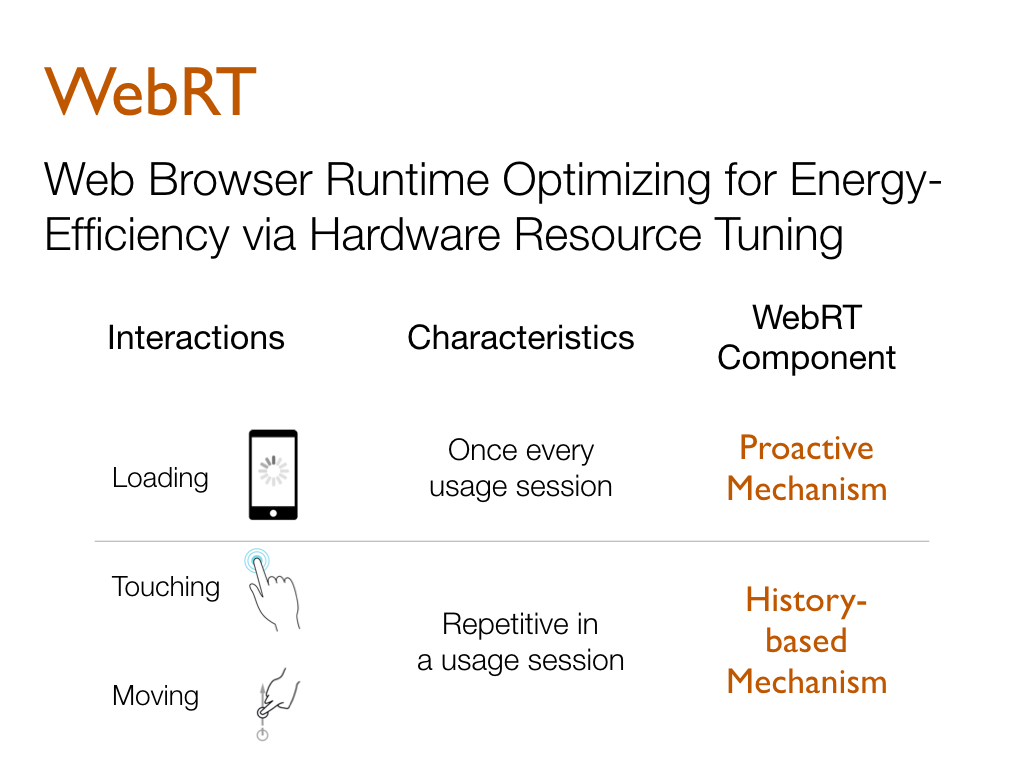 WebRT
Web Browser Runtime Optimizing for Energy-
Efficiency via Hardware Resource Tuning
Interactions
Characteristics
WebRT
Component
Loading
Once every
usage session
Proactive
Mechanism
Touching
Moving
Repetitive in
a usage session
History-
based
Mechanism